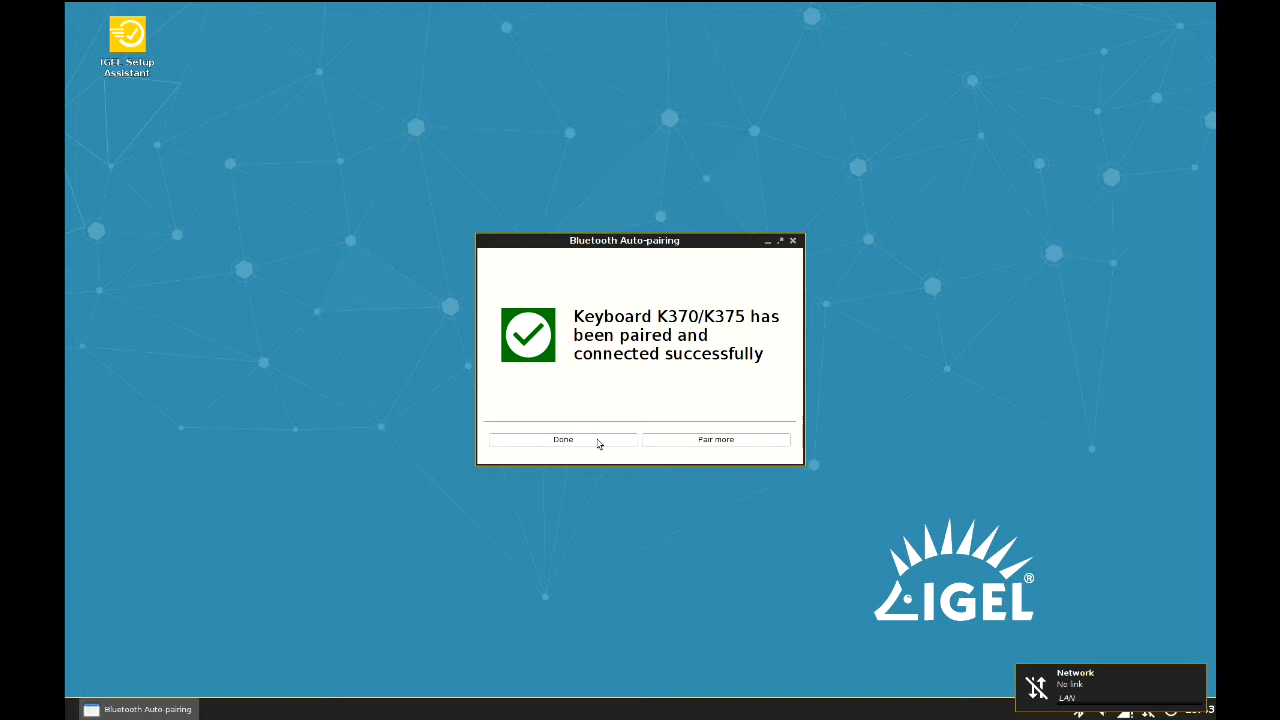 IGEL Setup
Assistant
Bluetooth Auto-pairing
Keyboard K370/K375 has
been paired and
connected successfully
Done
Pair more
IGEL®
Network
No link
LAN
Bluetooth Auto-pairing